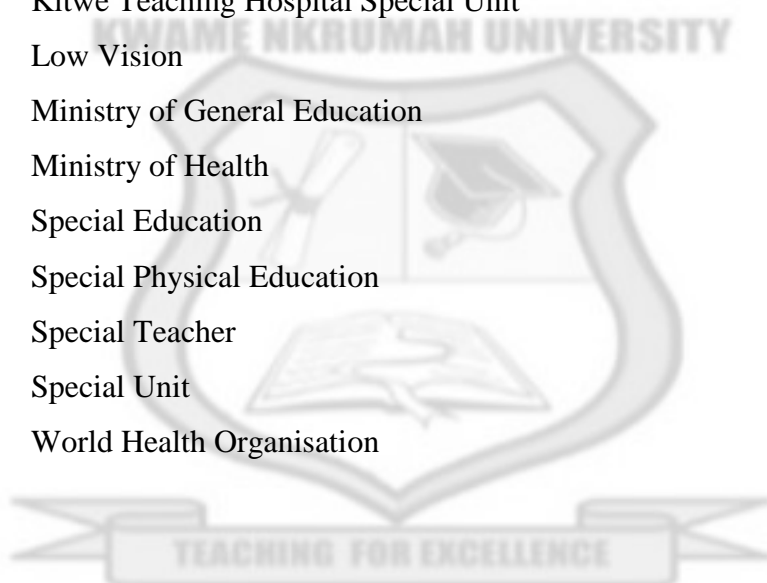 Kitwe Teaching Hospital Special Unit
KWAME NKRUMAH UNIVERSITY
Low Vision
Ministry of General Education
Ministry of Health
Special Education
Special Physical Education
Special Teacher
Special Unit
World Health Organisation
TEACHING FOR EXCELLENCE